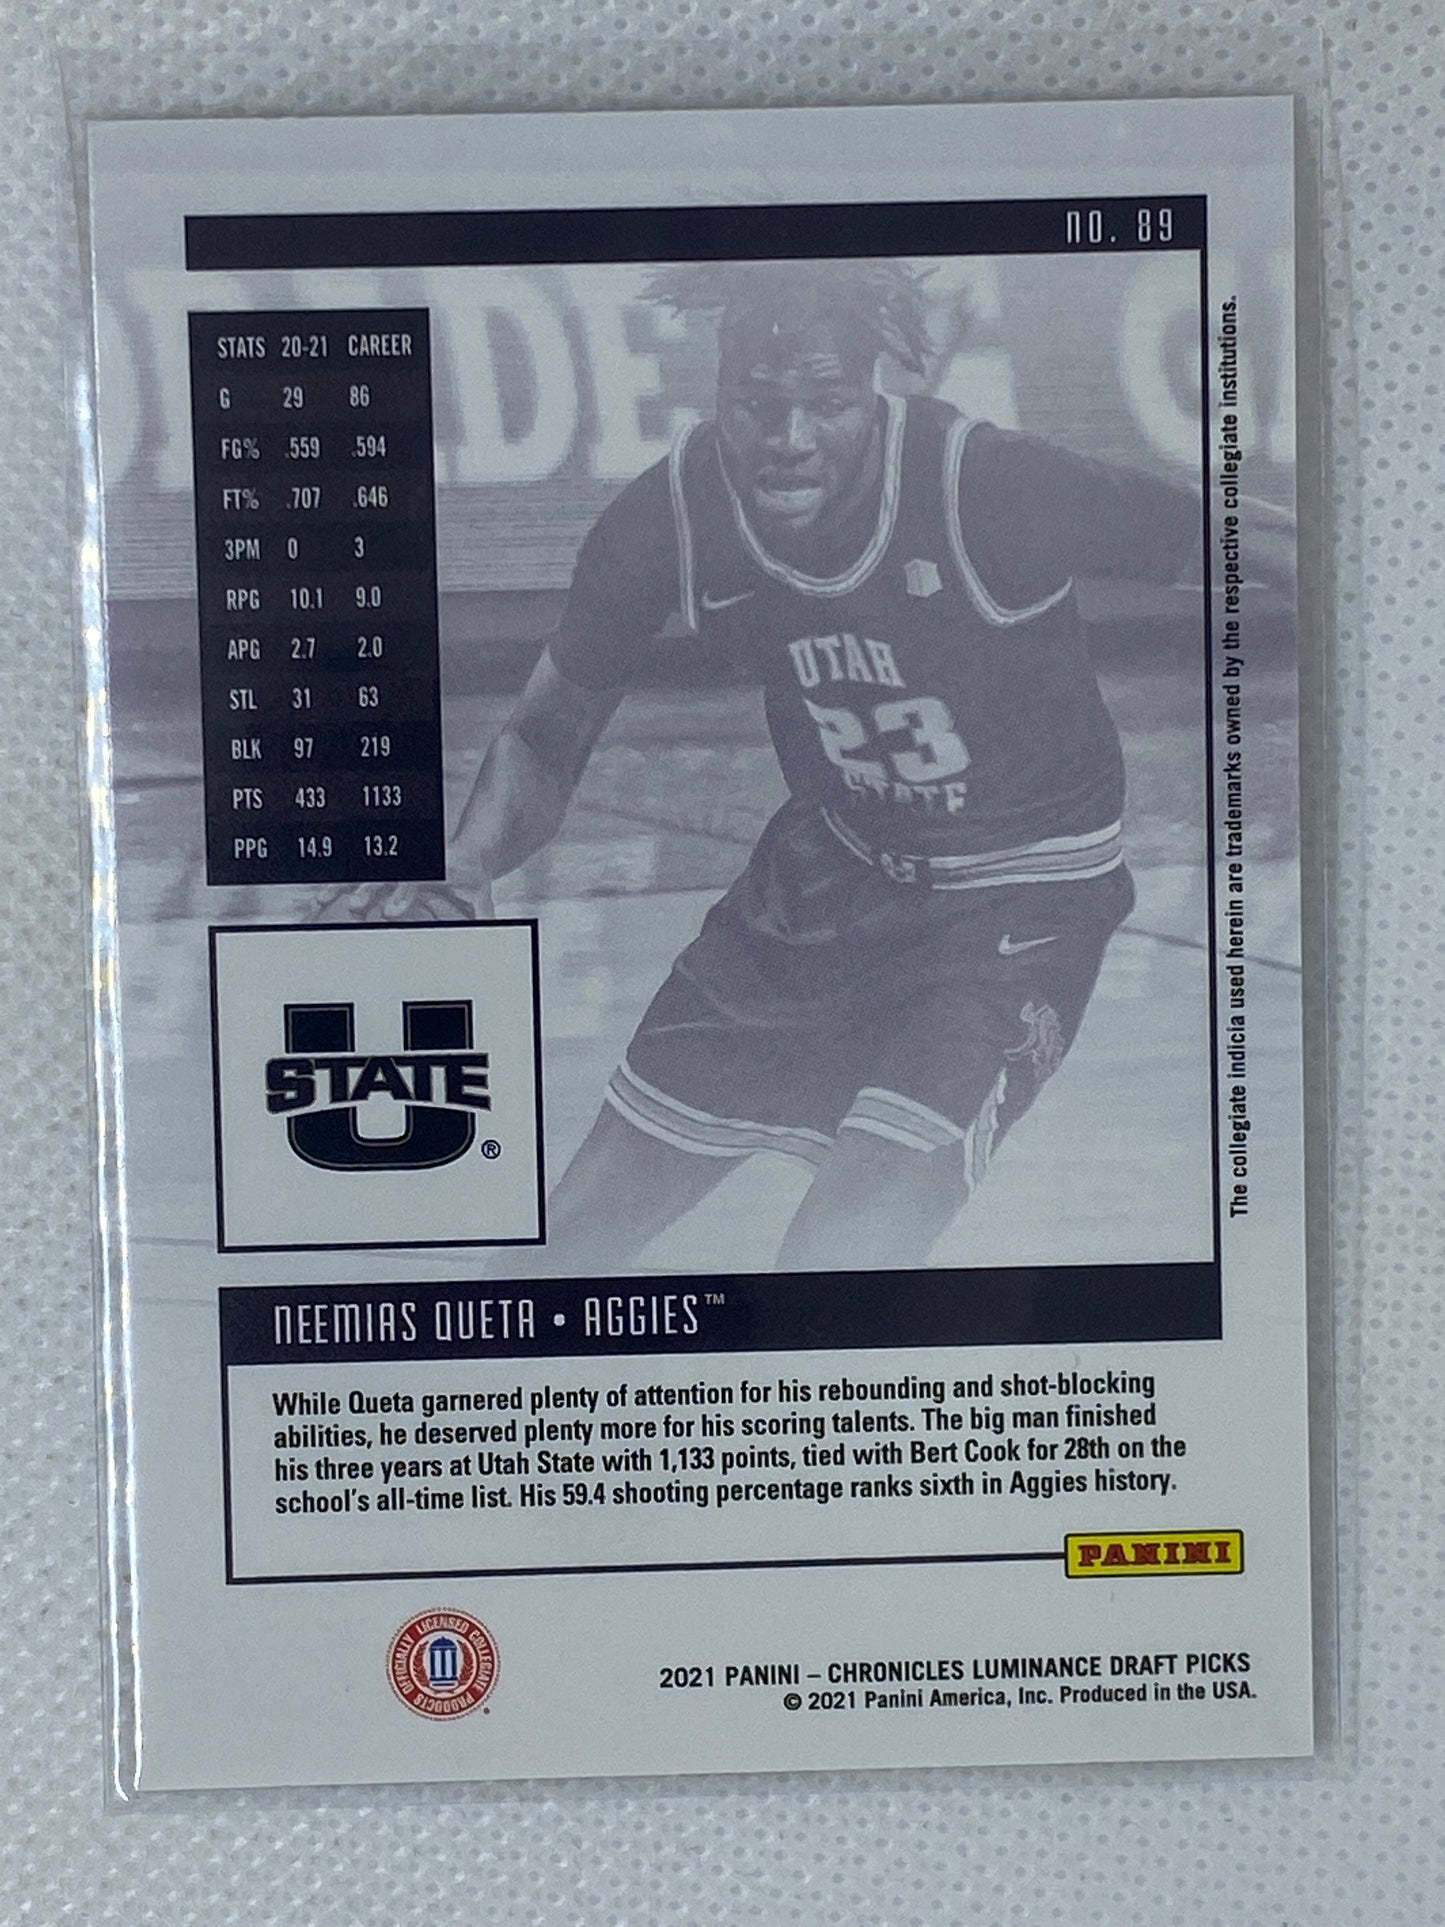 NO. 89
STATS 20-21 CAREER
G 29 86
FG% .559 .594
FT% .707 .646
3PM 0 3
RPG 10.1 9.0
APG 2.7 2.0
STL 31 63
BLK 97 219
PTS 433 1133
PPG 14.9 13.2
UTAH
23
STATE
U
STATE
®
NEEMIAS QUETA • AGGIES™
While Queta garnered plenty of attention for his rebounding and shot-blocking
abilities, he deserved plenty more for his scoring talents. The big man finished
his three years at Utah State with 1,133 points, tied with Bert Cook for 28th on the
school's all-time list. His 59.4 shooting percentage ranks sixth in Aggies history.
PANINI
OFFICIALLY LICENSED COLLEGIATE PRODUCTS
2021 PANINI – CHRONICLES LUMINANCE DRAFT PICKS
© 2021 Panini America, Inc. Produced in the USA.
The collegiate indicia used herein are trademarks owned by the respective collegiate institutions.